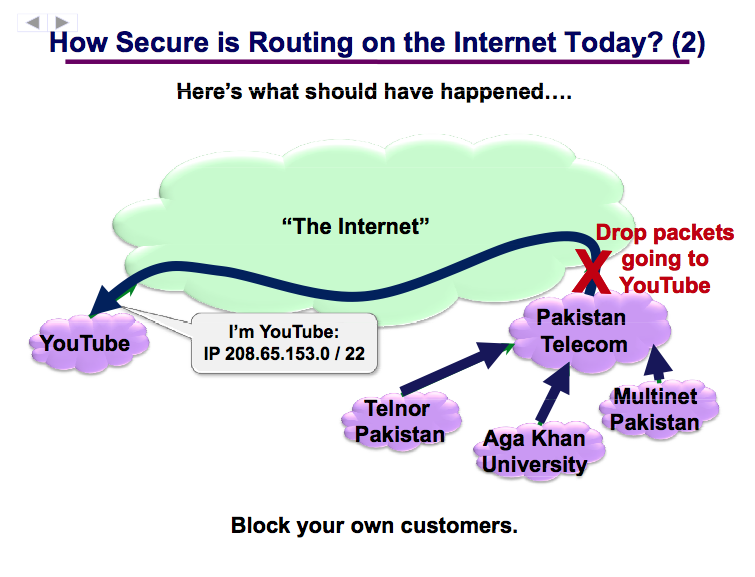 How Secure is Routing on the Internet Today? (2)
Here's what should have happened….
“The Internet”
Drop packets
going to
YouTube
I'm YouTube:
IP 208.65.153.0 / 22
YouTube
Pakistan
Telecom
Telnor
Pakistan
Aga Khan
University
Multinet
Pakistan
Block your own customers.